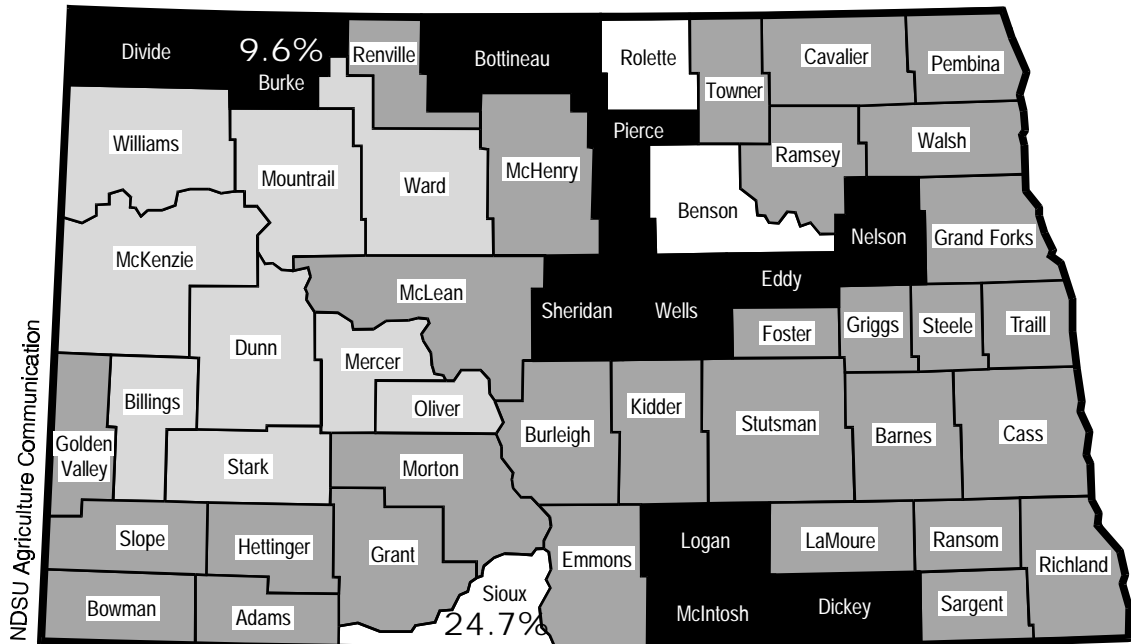 Divide
9.6%
Burke
Renville
Bottineau
Rolette
Towner
Cavalier
Pembina
Williams
Mountrail
Ward
McHenry
Pierce
Ramsey
Walsh
Benson
Nelson
Grand Forks
McKenzie
McLean
Sheridan
Wells
Eddy
Foster
Griggs
Steele
Traill
Dunn
Mercer
Oliver
Billings
Golden
Valley
Stark
Morton
Burleigh
Kidder
Stutsman
Barnes
Cass
Slope
Hettinger
Grant
Emmons
Logan
LaMoure
Ransom
Richland
Bowman
Adams
Sioux
24.7%
McIntosh
Dickey
Sargent
NDSU Agriculture Communication